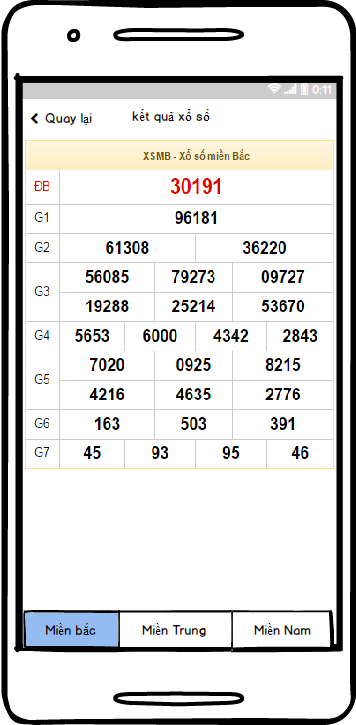 0:11
Quay lại kết quả xổ số
XSMB - Xổ số miền Bắc
ĐB 30191
G1 96181
G2 61308 36220
G3 56085 79273 09727
19288 25214 53670
G4 5653 6000 4342 2843
G5 7020 0925 8215
4216 4635 2776
G6 163 503 391
G7 45 93 95 46
Miền bắc Miền Trung Miền Nam